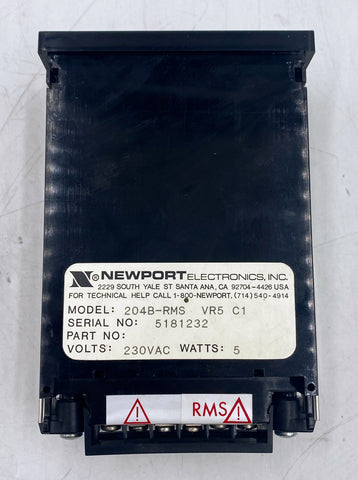 ® NEWPORT ELECTRONICS, INC.
2229 SOUTH YALE ST SANTA ANA, CA 92704-4426 USA
FOR TECHNICAL HELP CALL 1-800-NEWPORT, (714) 540-4914
MODEL: 204B-RMS VR5 C1
SERIAL NO: 5181232
PART NO:
VOLTS: 230VAC WATTS: 5
RMS